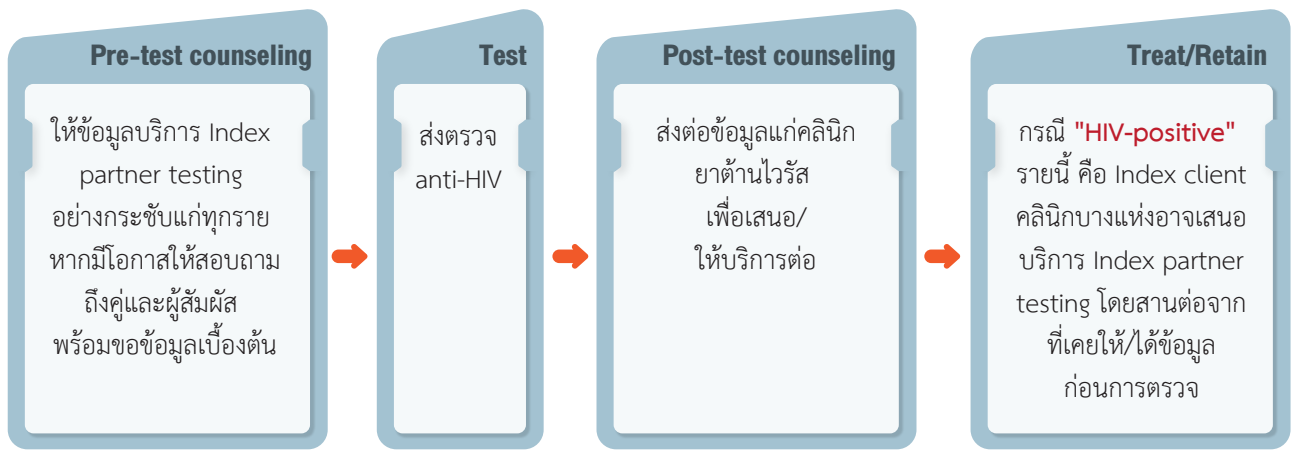 Pre-test counseling
ให้ข้อมูลบริการ Index
partner testing
อย่างกระชับแก่ทุกราย
หากมีโอกาสให้สอบถาม
ถึงคู่และผู้สัมผัส
พร้อมขอข้อมูลเบื้องต้น
Test
ส่งตรวจ
anti-HIV
Post-test counseling
ส่งต่อข้อมูลแก่คลินิก
ยาต้านไวรัส
เพื่อเสนอ/
ให้บริการต่อ
Treat/Retain
กรณี "HIV-positive"
รายนี้ คือ Index client
คลินิกบางแห่งอาจเสนอ
บริการ Index partner
testing โดยสานต่อจาก
ที่เคยให้/ได้ข้อมูล
ก่อนการตรวจ